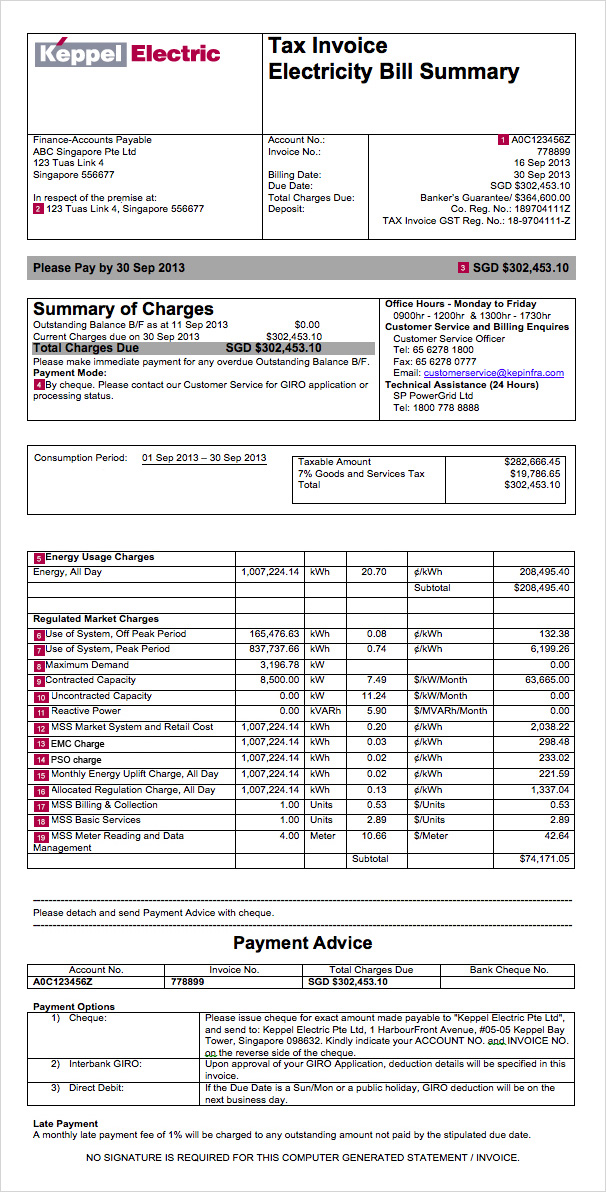 Keppel Electric
Tax Invoice
Electricity Bill Summary
Finance-Accounts Payable
ABC Singapore Pte Ltd
123 Tuas Link 4
Singapore 556677
In respect of the premise at:
2 123 Tuas Link 4, Singapore 556677
Account No.: 1 A0C123456Z
Invoice No.: 778899
16 Sep 2013
Billing Date: 30 Sep 2013
Due Date: SGD $302,453.10
Total Charges Due: Banker's Guarantee/ $364,600.00
Deposit: Co. Reg. No.: 189704111Z
TAX Invoice GST Reg. No.: 18-9704111-Z
Please Pay by 30 Sep 2013 3 SGD $302,453.10
Summary of Charges
Outstanding Balance B/F as at 11 Sep 2013 $0.00
Current Charges due on 30 Sep 2013 $302,453.10
Total Charges Due SGD $302,453.10
Please make immediate payment for any overdue Outstanding Balance B/F.
Payment Mode:
4 By cheque. Please contact our Customer Service for GIRO application or
processing status.
Office Hours - Monday to Friday
0900hr - 1200hr & 1300hr - 1730hr
Customer Service and Billing Enquires
Customer Service Officer
Tel: 65 6278 1800
Fax: 65 6278 0777
Email: customerservice@kepinfra.com
Technical Assistance (24 Hours)
SP PowerGrid Ltd
Tel: 1800 778 8888
Consumption Period: 01 Sep 2013 – 30 Sep 2013
Taxable Amount $282,666.45
7% Goods and Services Tax $19,786.65
Total $302,453.10
5 Energy Usage Charges
Energy, All Day 1,007,224.14 kWh 20.70 ¢/kWh 208,495.40
Subtotal $208,495.40
Regulated Market Charges
6 Use of System, Off Peak Period 165,476.63 kWh 0.08 ¢/kWh 132.38
7 Use of System, Peak Period 837,737.66 kWh 0.74 ¢/kWh 6,199.26
8 Maximum Demand 3,196.78 kW 0.00
9 Contracted Capacity 8,500.00 kW 7.49 $/kW/Month 63,665.00
10 Uncontracted Capacity 0.00 kW 11.24 $/kW/Month 0.00
11 Reactive Power 0.00 kVARh 5.90 $/MVARh/Month 0.00
12 MSS Market System and Retail Cost 1,007,224.14 kWh 0.20 ¢/kWh 2,038.22
13 EMC Charge 1,007,224.14 kWh 0.03 ¢/kWh 298.48
14 PSO charge 1,007,224.14 kWh 0.02 ¢/kWh 233.02
15 Monthly Energy Uplift Charge, All Day 1,007,224.14 kWh 0.02 ¢/kWh 221.59
16 Allocated Regulation Charge, All Day 1,007,224.14 kWh 0.13 ¢/kWh 1,337.04
17 MSS Billing & Collection 1.00 Units 0.53 $/Units 0.53
18 MSS Basic Services 1.00 Units 2.89 $/Units 2.89
19 MSS Meter Reading and Data 4.00 Meter 10.66 $/Meter 42.64
Management
Subtotal $74,171.05
Please detach and send Payment Advice with cheque.
Payment Advice
Account No. Invoice No. Total Charges Due Bank Cheque No.
A0C123456Z 778899 SGD $302,453.10
Payment Options
1) Cheque: Please issue cheque for exact amount made payable to "Keppel Electric Pte Ltd",
and send to: Keppel Electric Pte Ltd, 1 HarbourFront Avenue, #05-05 Keppel Bay
Tower, Singapore 098632. Kindly indicate your ACCOUNT NO. and INVOICE NO.
on the reverse side of the cheque.
2) Interbank GIRO: Upon approval of your GIRO Application, deduction details will be specified in this
invoice.
3) Direct Debit: If the Due Date is a Sun/Mon or a public holiday, GIRO deduction will be on the
next business day.
Late Payment
A monthly late payment fee of 1% will be charged to any outstanding amount not paid by the stipulated due date.
NO SIGNATURE IS REQUIRED FOR THIS COMPUTER GENERATED STATEMENT / INVOICE.